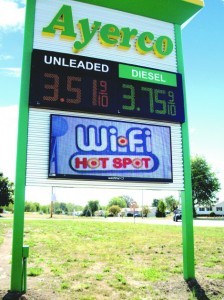 Ayerco
UNLEADED
DIESEL
3.51 9/10
3.75 9/10
Wi-Fi
HOT SPOT